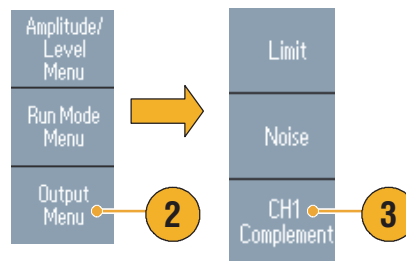 Amplitude/
Level
Menu
Run Mode
Menu
Output
Menu
2
Limit
Noise
CH1
Complement
3